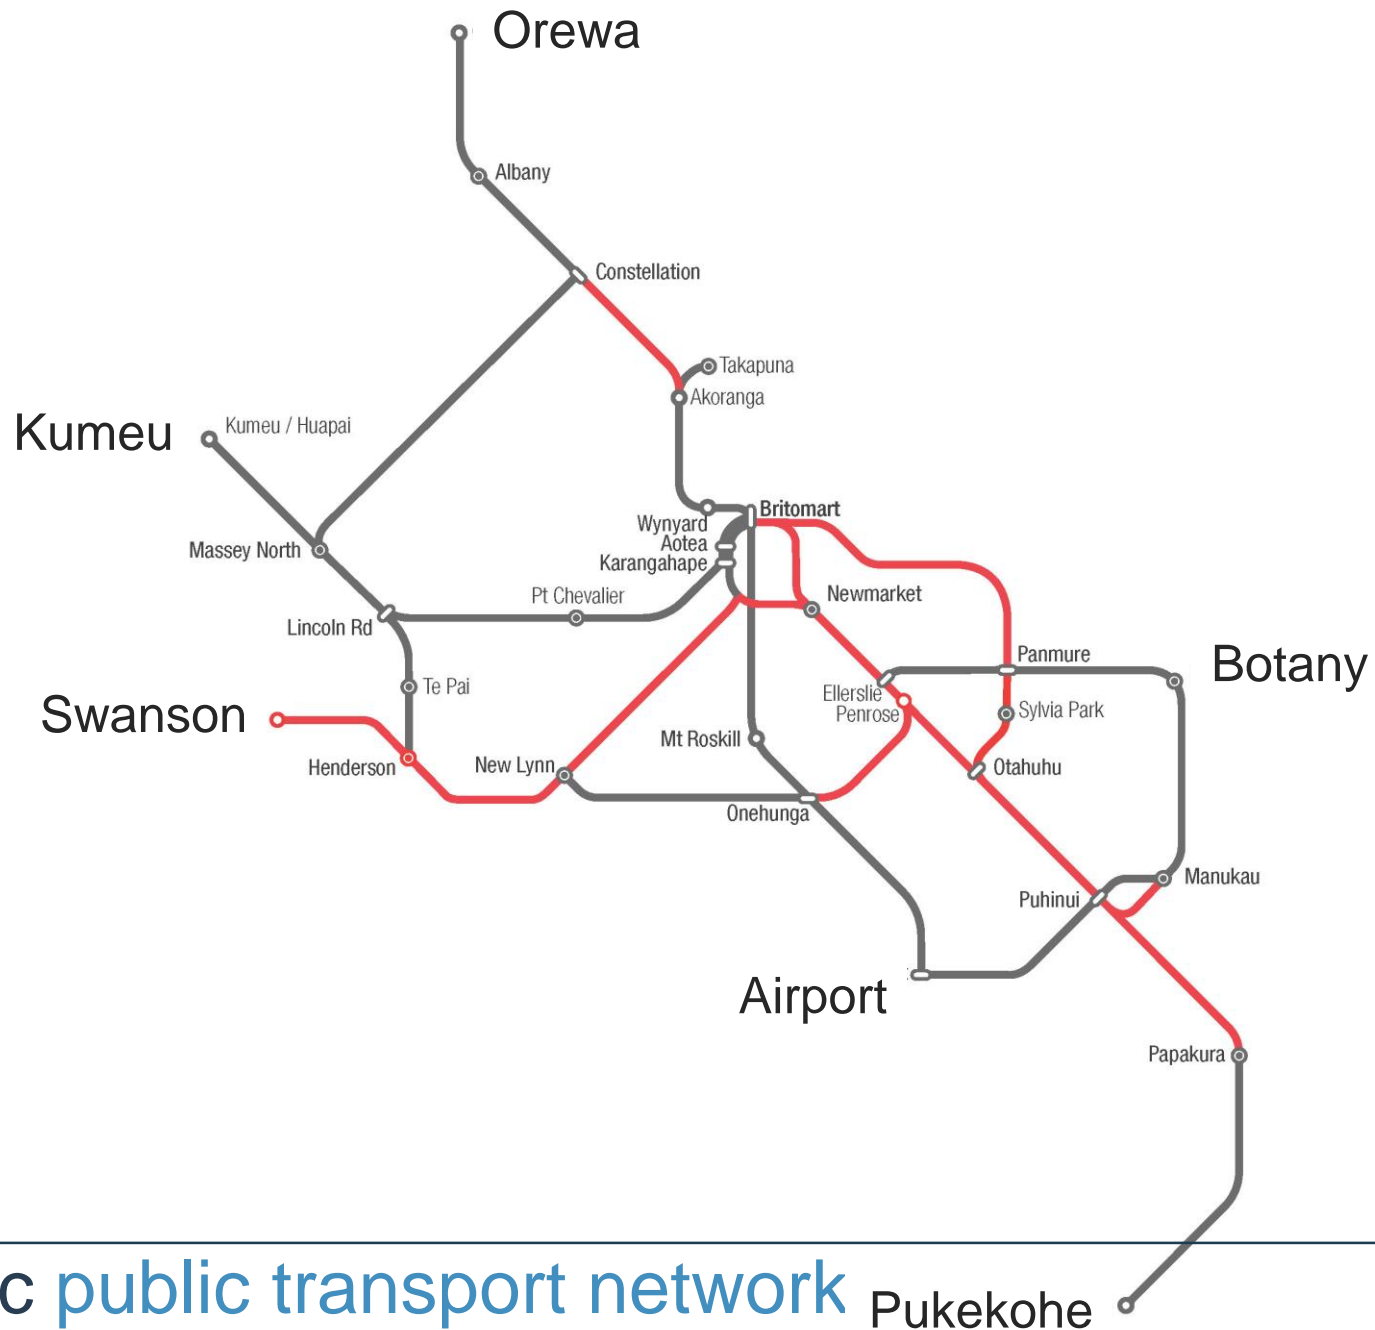 Orewa
Albany
Constellation
Takapuna
Akoranga
Kumeu
Kumeu / Huapai
Wynyard
Britomart
Aotea
Massey North
Karangahape
Pt Chevalier
Newmarket
Lincoln Rd
Panmure
Botany
Te Pai
Ellerslie
Sylvia Park
Swanson
Penrose
Mt Roskill
Henderson
New Lynn
Otahuhu
Onehunga
Manukau
Puhinui
Airport
Papakura
c public transport network
Pukekohe